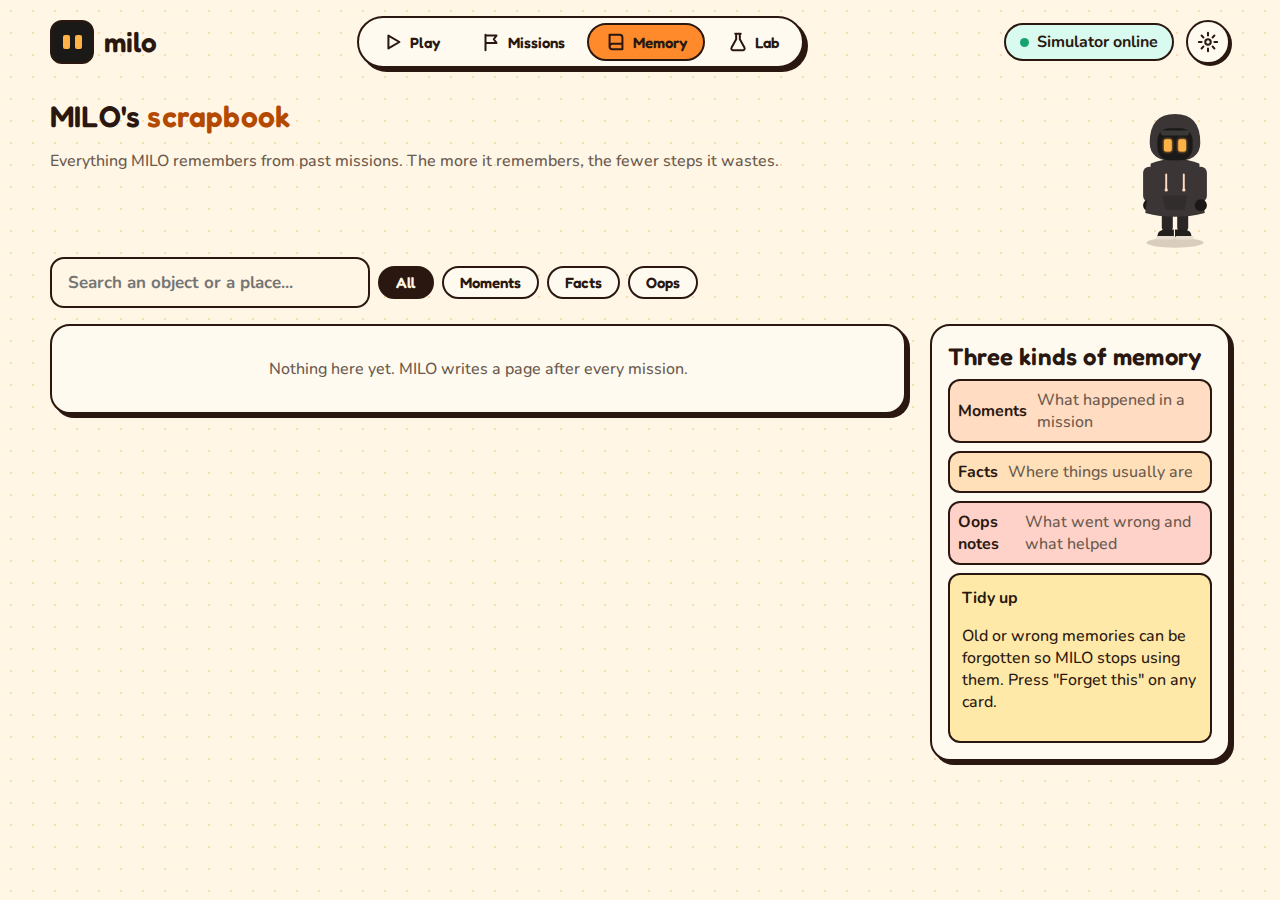 milo
Play
Missions
Memory
Lab
Simulator online
MILO's scrapbook
Everything MILO remembers from past missions. The more it remembers, the fewer steps it wastes.
Search an object or a place...
All
Moments
Facts
Oops
Nothing here yet. MILO writes a page after every mission.
Three kinds of memory
Moments
What happened in a
mission
Facts
Where things usually are
Oops
notes
What went wrong and
what helped
Tidy up
Old or wrong memories can be
forgotten so MILO stops using
them. Press "Forget this" on any
card.